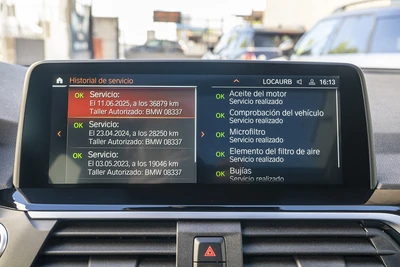 Historial de servicio
LOCAURB
16:13
OK Servicio:
El 11.06.2025, a los 36879 km
Taller Autorizado: BMW 08337
OK Servicio:
El 23.04.2024, a los 28250 km
Taller Autorizado: BMW 08337
OK Servicio:
El 03.05.2023, a los 19046 km
Taller Autorizado: BMW 08337
OK Aceite del motor
Servicio realizado
OK Comprobación del vehículo
Servicio realizado
OK Microfiltro
Servicio realizado
OK Elemento del filtro de aire
Servicio realizado
OK Bujías
Servicio realizado